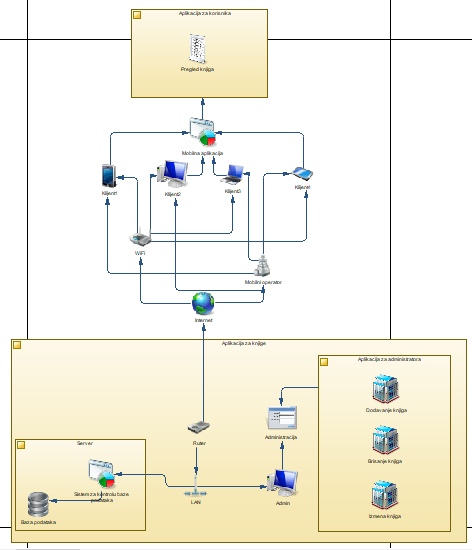 Aplikacija za korisnika
Pregled knjiga
Mobilna aplikacija
Klijent1
Klijent2
Klijent3
Klijent4
WiFi
Mobilni operator
Internet
Aplikacija za knjige
Aplikacija za administratora
Dodavanje knjiga
Administracija
Ruter
Server
Brisanje knjiga
Sistem za kontrolu baze
podataka
LAN
Admin
Baza podataka
Izmena knjiga